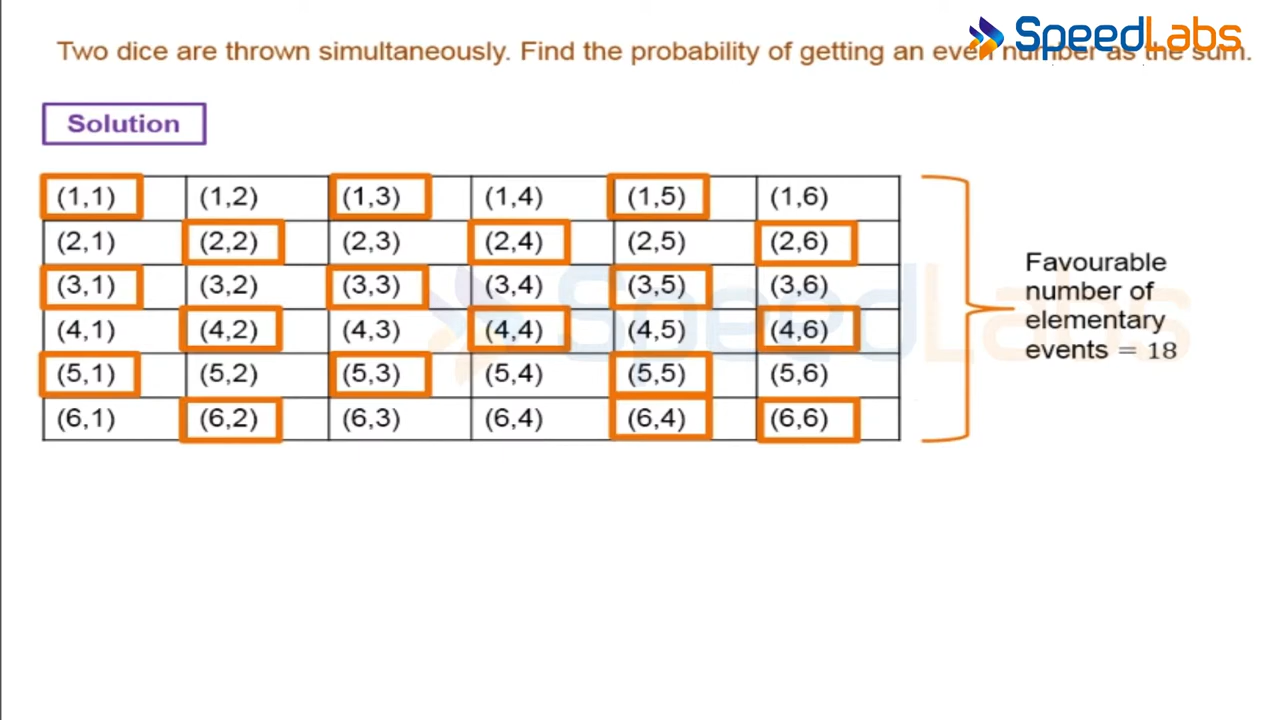 SpeedLabs
Two dice are thrown simultaneously. Find the probability of getting an even number as the sum.
Solution
(1,1) (1,2) (1,3) (1,4) (1,5) (1,6)
(2,1) (2,2) (2,3) (2,4) (2,5) (2,6)
(3,1) (3,2) (3,3) (3,4) (3,5) (3,6)
(4,1) (4,2) (4,3) (4,4) (4,5) (4,6)
(5,1) (5,2) (5,3) (5,4) (5,5) (5,6)
(6,1) (6,2) (6,3) (6,4) (6,4) (6,6)
Favourable
number of
elementary
events = 18
SpeedLabs